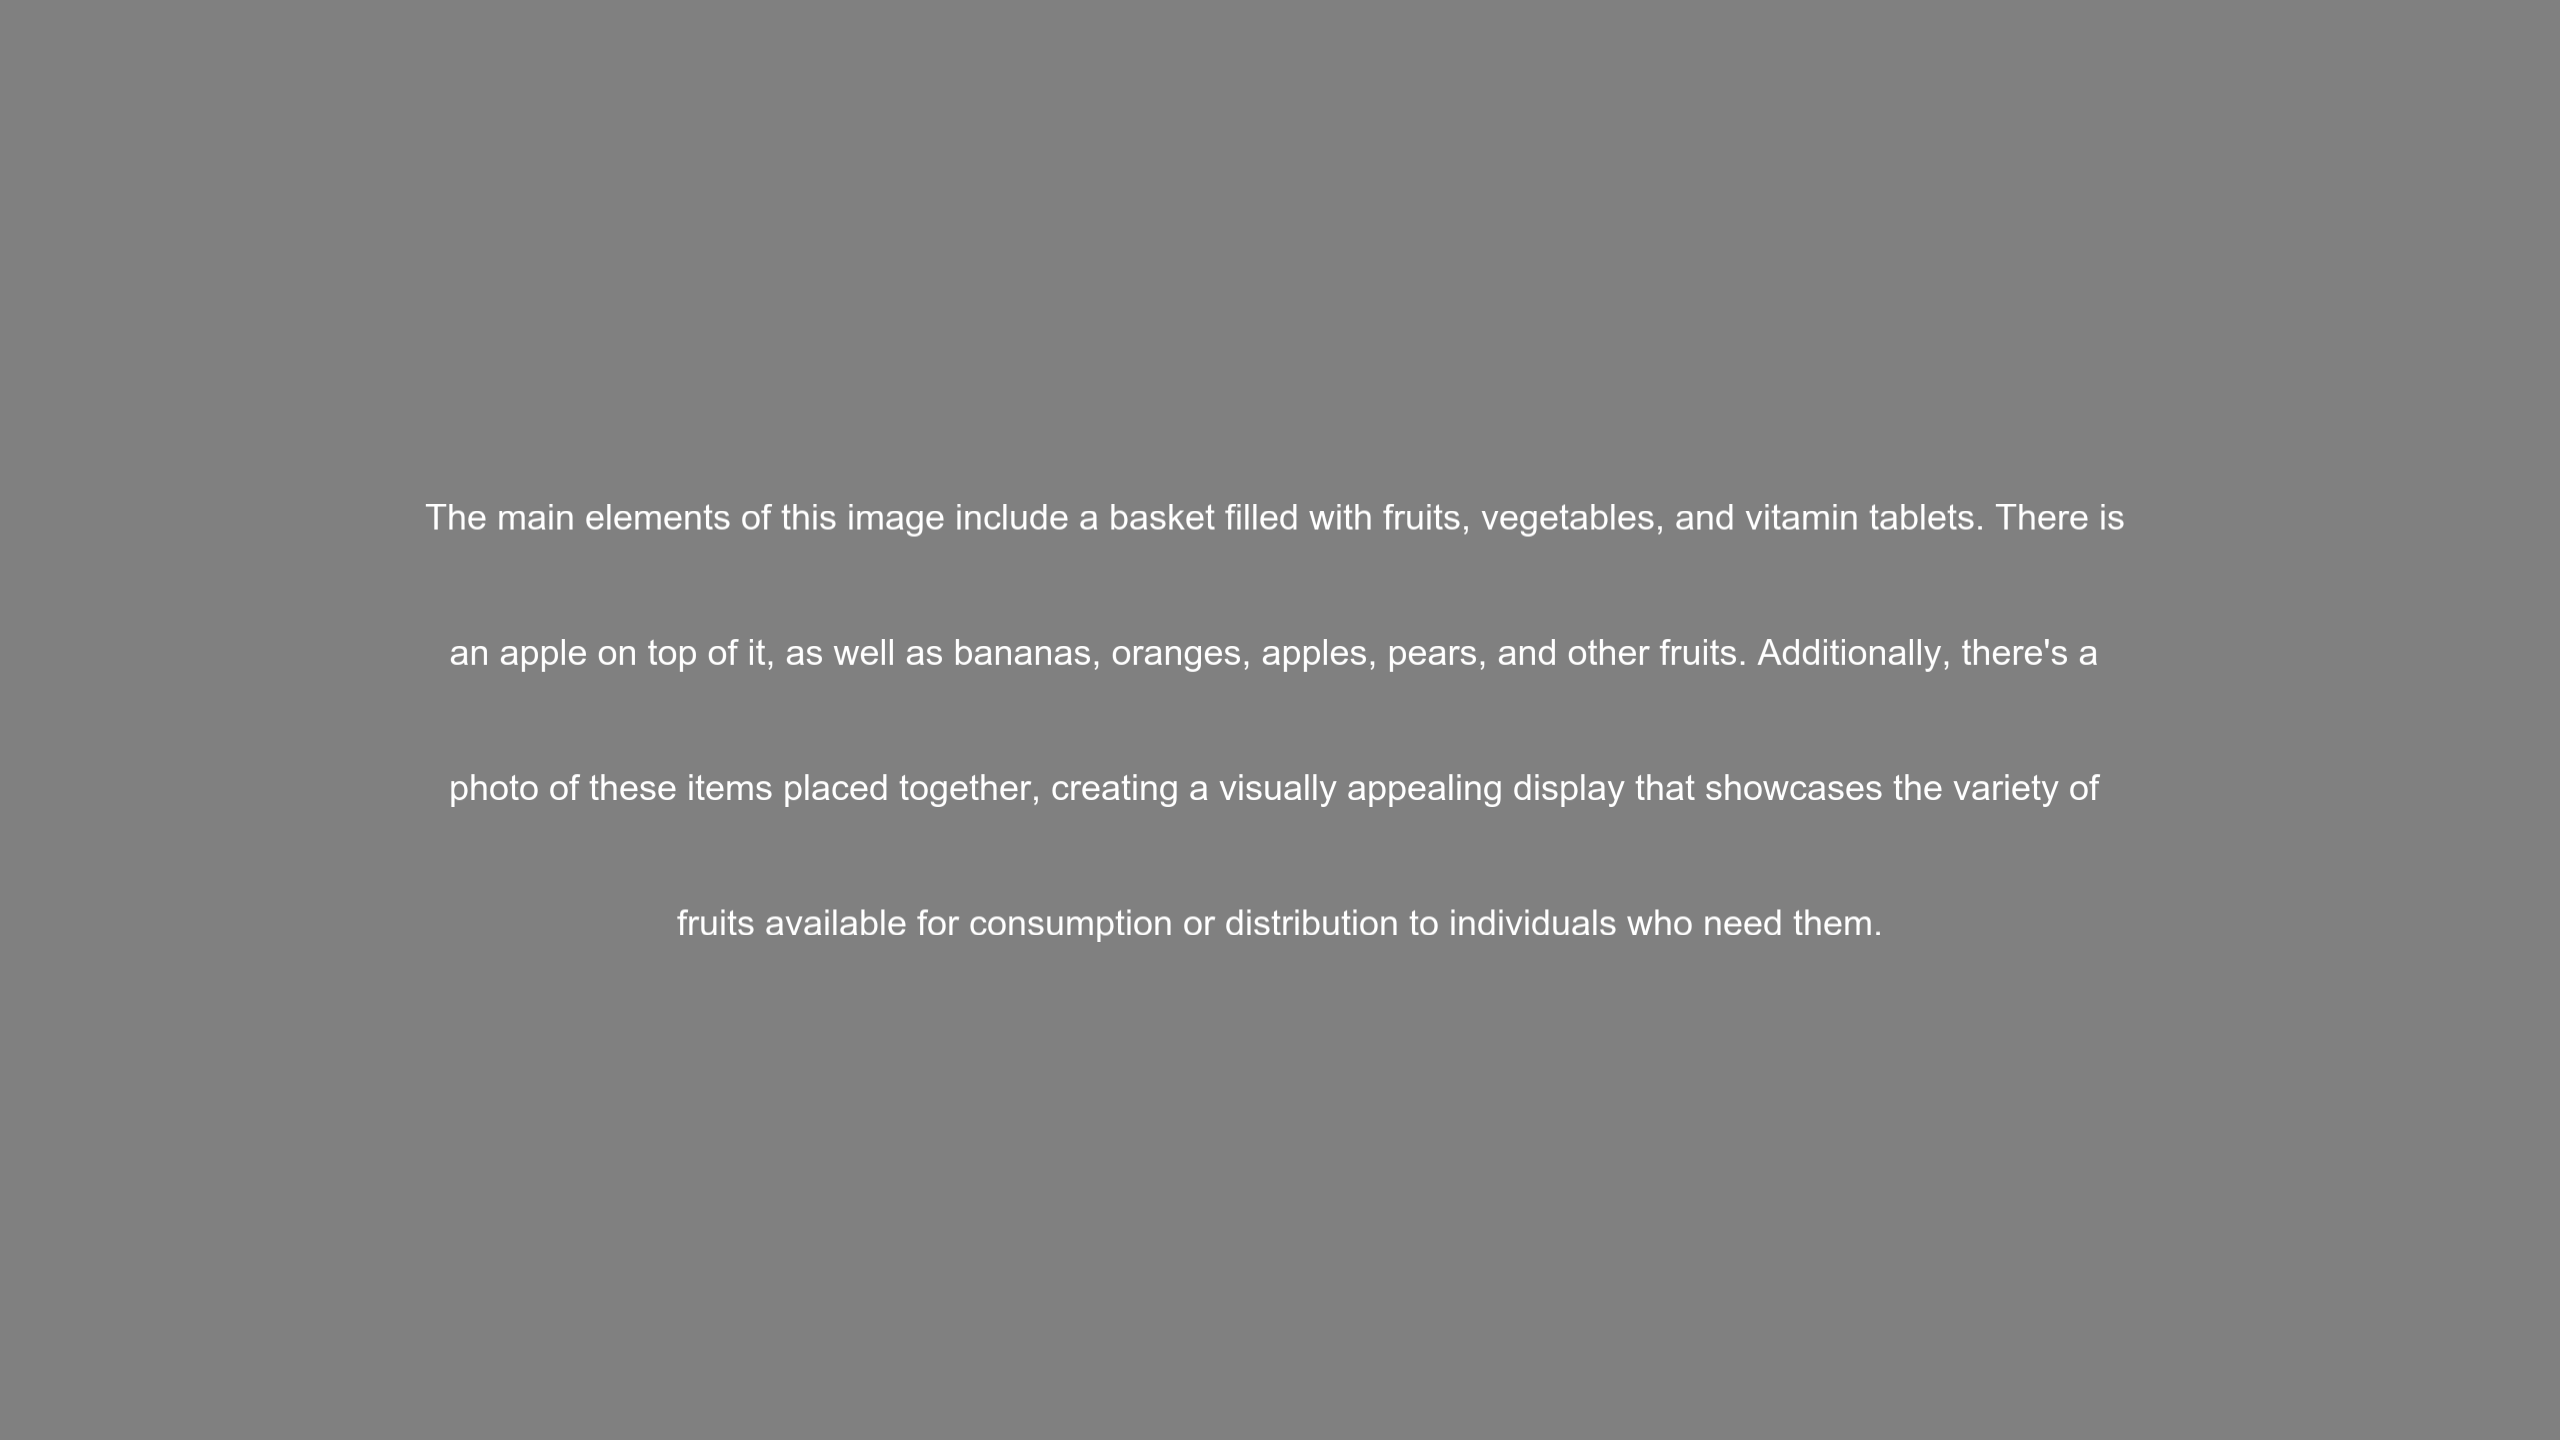 The main elements of this image include a basket filled with fruits, vegetables, and vitamin tablets. There is
an apple on top of it, as well as bananas, oranges, apples, pears, and other fruits. Additionally, there's a
photo of these items placed together, creating a visually appealing display that showcases the variety of
fruits available for consumption or distribution to individuals who need them.